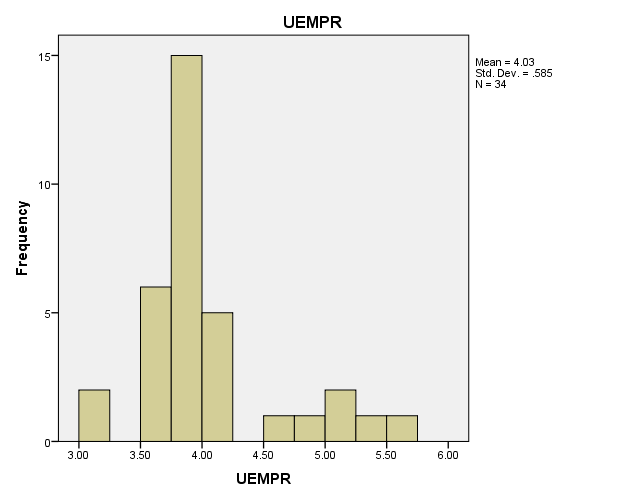 UEMPR
Mean = 4.03
Std. Dev. = .585
N = 34
Frequency
15
10
5
0
3.00 3.50 4.00 4.50 5.00 5.50 6.00
UEMPR